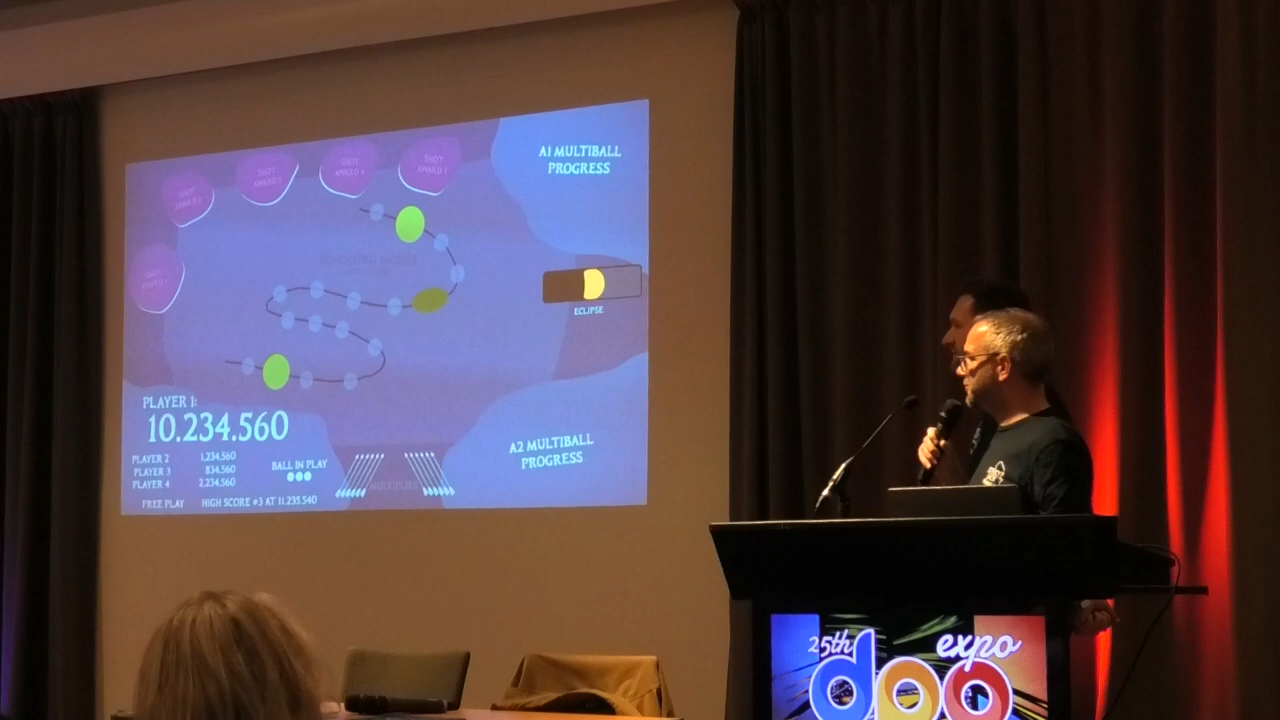 A1 MULTIBALL
PROGRESS
ECLIPSE
PLAYER 1:
10.234.560
PLAYER 2 1,234,560
PLAYER 3 834,560
PLAYER 4 2,234,560
BALL IN PLAY
A2 MULTIBALL
PROGRESS
FREE PLAY HIGH SCORE #3 AT 11.235.540
25th expo
dpo